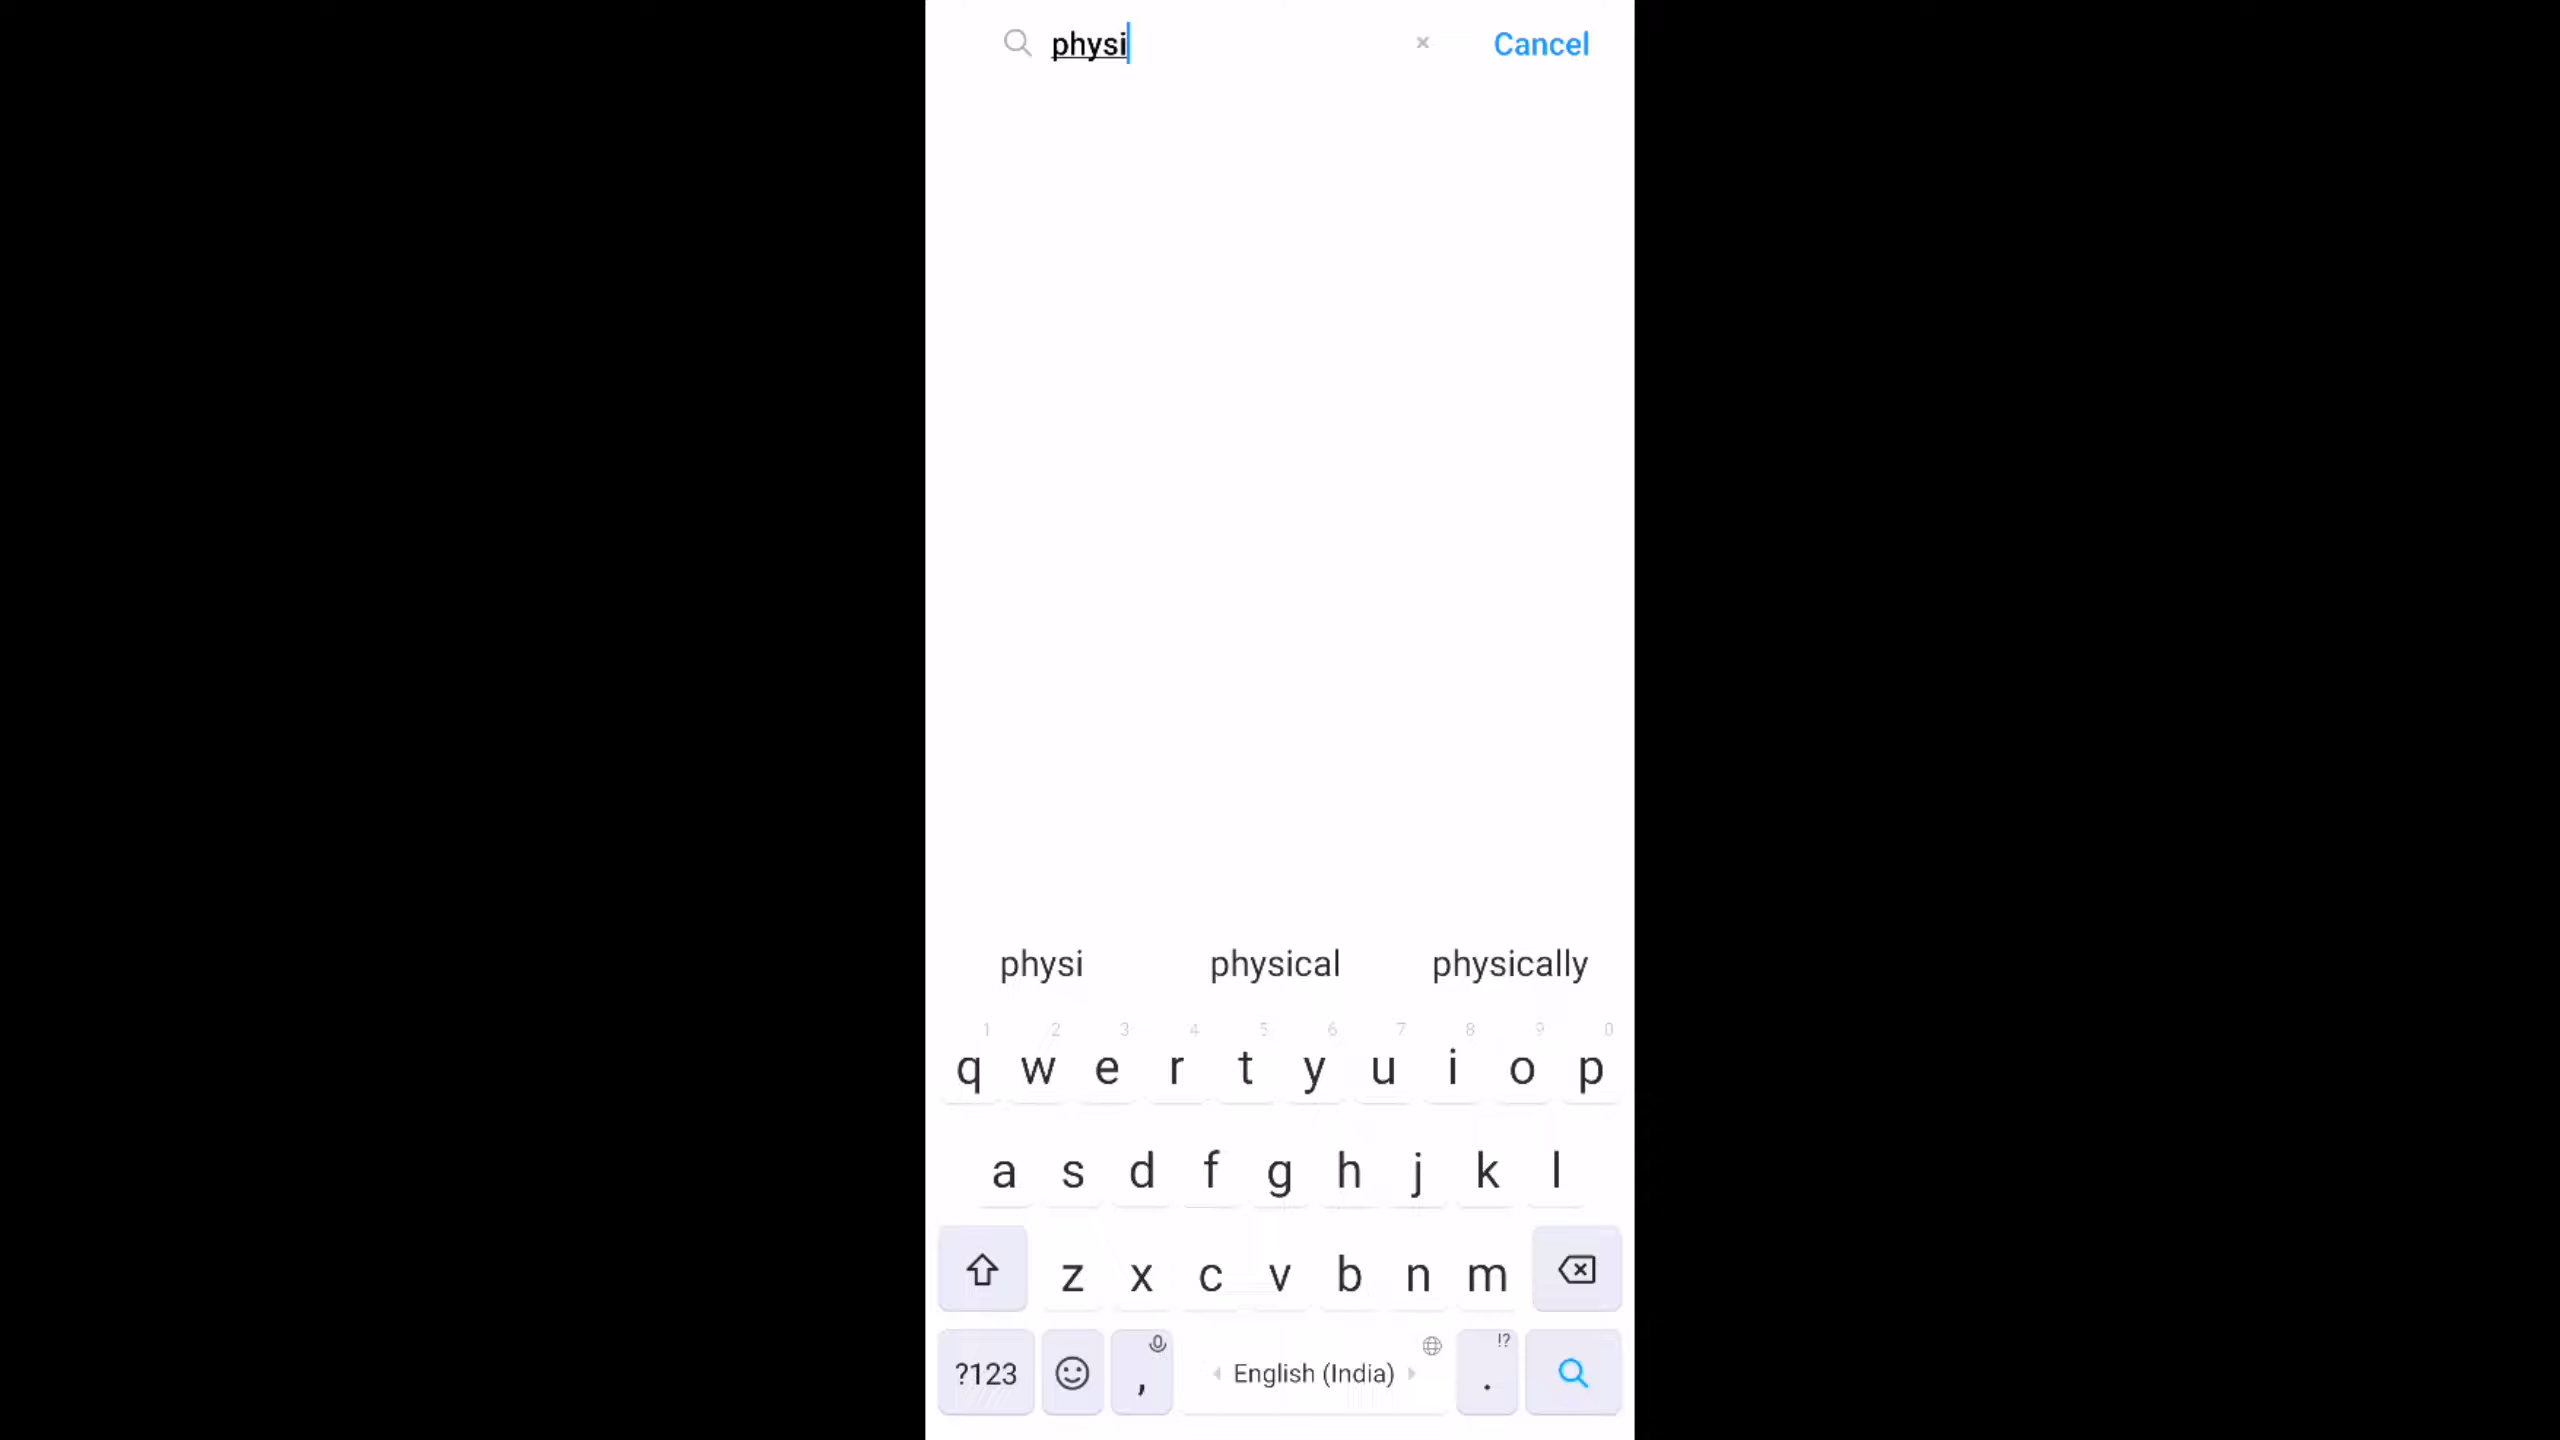 physi × Cancel
physi physical physically
1 2 3 4 5 6 7 8 9 0
q w e r t y u i o p
a s d f g h j k l
z x c v b n m
!?
?123 , English (India) .